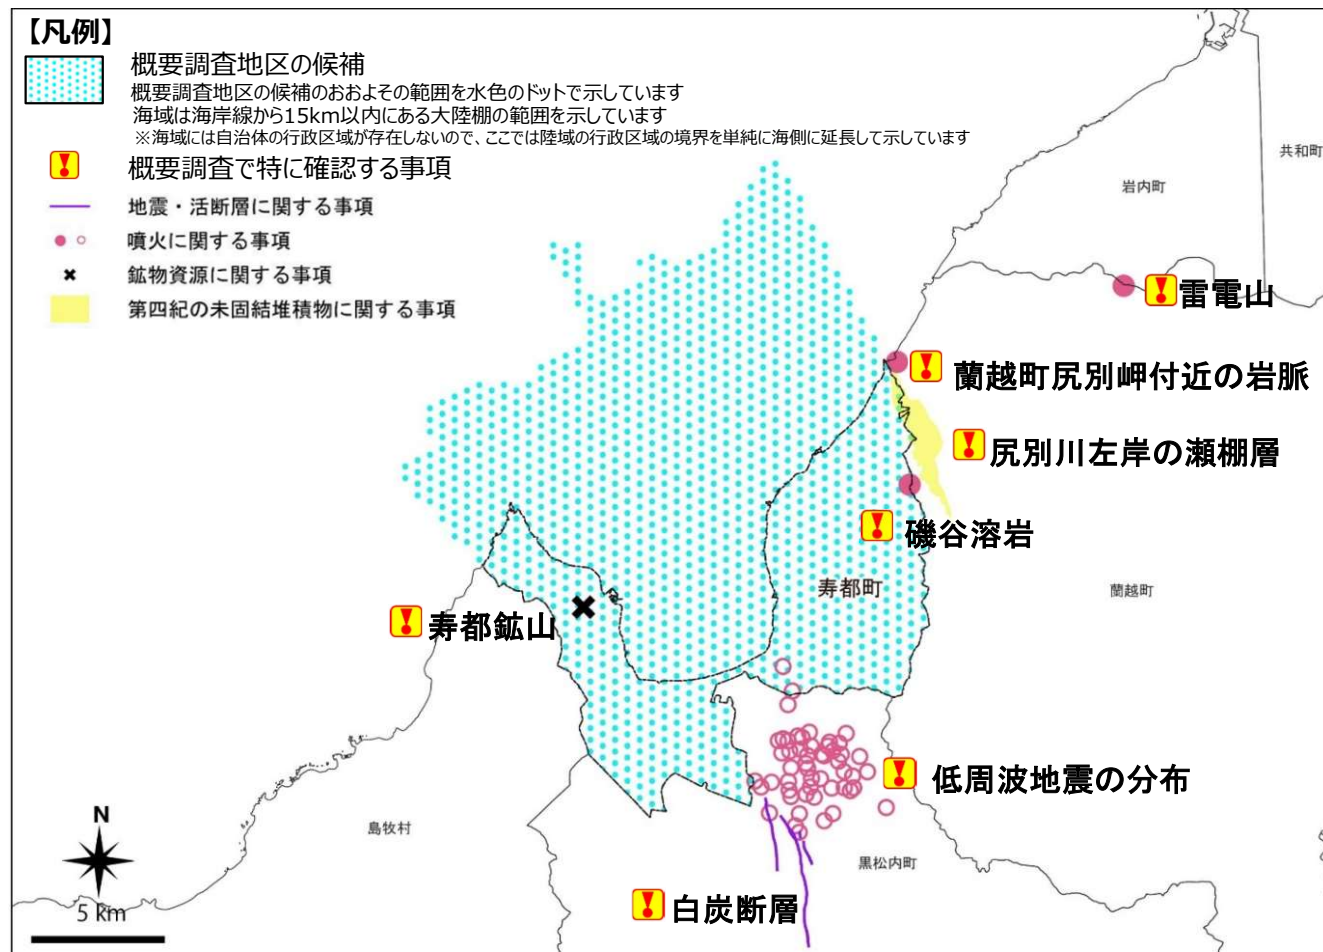 【凡例】
概要調査地区の候補
概要調査地区の候補のおおよその範囲を水色のドットで示しています
海域は海岸線から15km以内にある大陸棚の範囲を示しています
※海域には自治体の行政区域が存在しないので、ここでは陸域の行政区域の境界を単純に海側に延長して示しています
概要調査で特に確認する事項
地震・活断層に関する事項
噴火に関する事項
鉱物資源に関する事項
第四紀の未固結堆積物に関する事項
共和町
岩内町
雷電山
蘭越町尻別岬付近の岩脈
尻別川左岸の瀬棚層
磯谷溶岩
寿都町
蘭越町
寿都鉱山
低周波地震の分布
島牧村
黒松内町
白炭断層
N
5 km